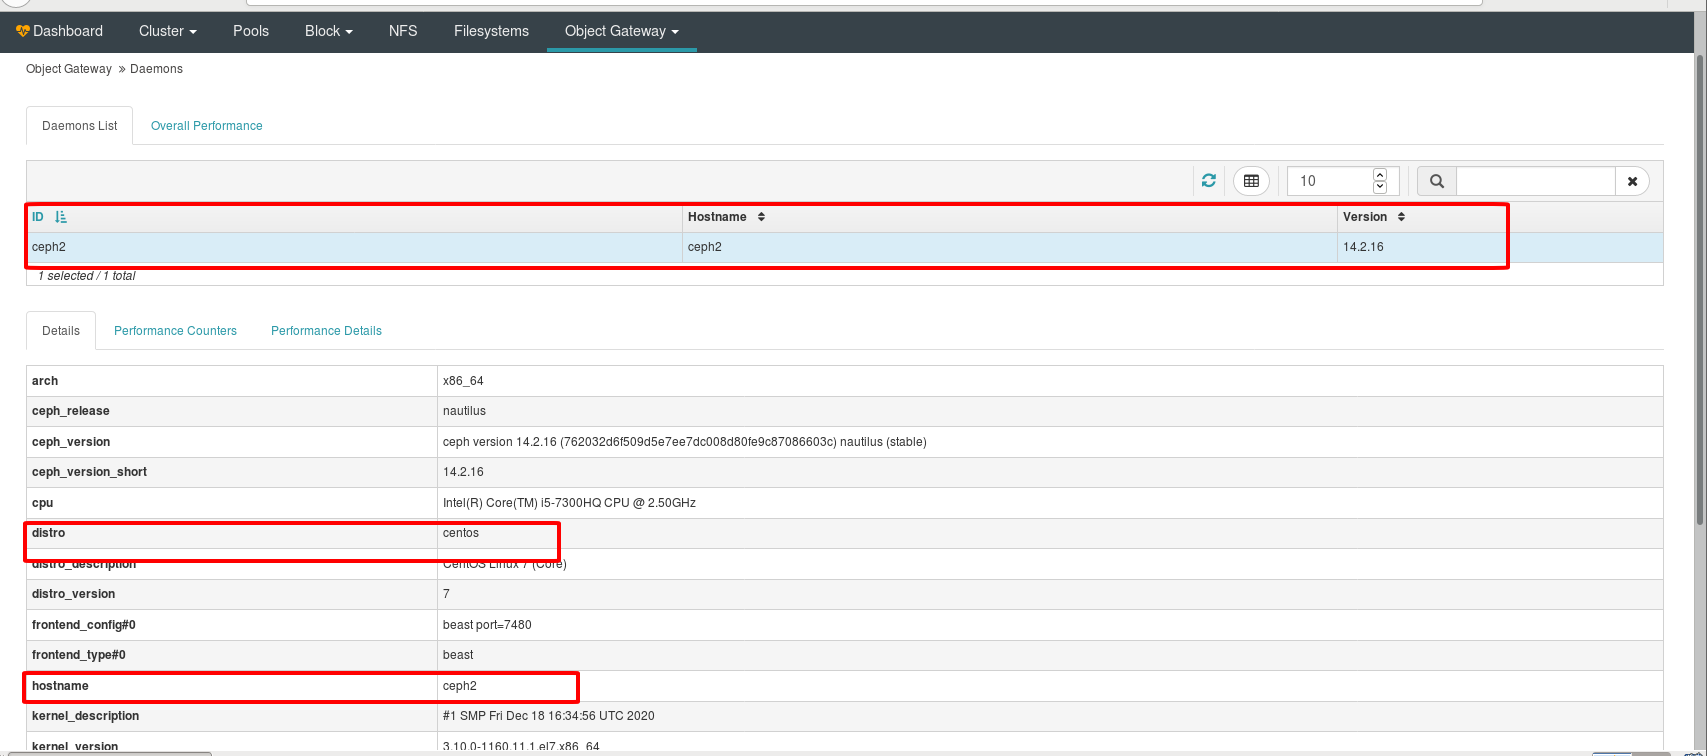 Dashboard Cluster Pools Block NFS Filesystems Object Gateway
Object Gateway » Daemons
Daemons List Overall Performance
10
ID Hostname Version
ceph2 ceph2 14.2.16
1 selected / 1 total
Details Performance Counters Performance Details
arch x86_64
ceph_release nautilus
ceph_version ceph version 14.2.16 (762032d6f509d5e7ee7dc008d80fe9c87086603c) nautilus (stable)
ceph_version_short 14.2.16
cpu Intel(R) Core(TM) i5-7300HQ CPU @ 2.50GHz
distro centos
distro_description CentOS Linux 7 (Core)
distro_version 7
frontend_config#0 beast port=7480
frontend_type#0 beast
hostname ceph2
kernel_description #1 SMP Fri Dec 18 16:34:56 UTC 2020
kernel_version 3.10.0-1160.11.1.el7.x86_64